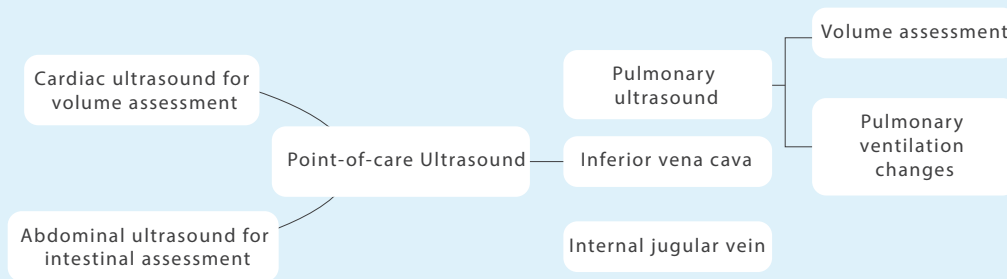 Cardiac ultrasound for
volume assessment
Abdominal ultrasound for
intestinal assessment
Point-of-care Ultrasound
Pulmonary
ultrasound
Inferior vena cava
Internal jugular vein
Volume assessment
Pulmonary
ventilation
changes